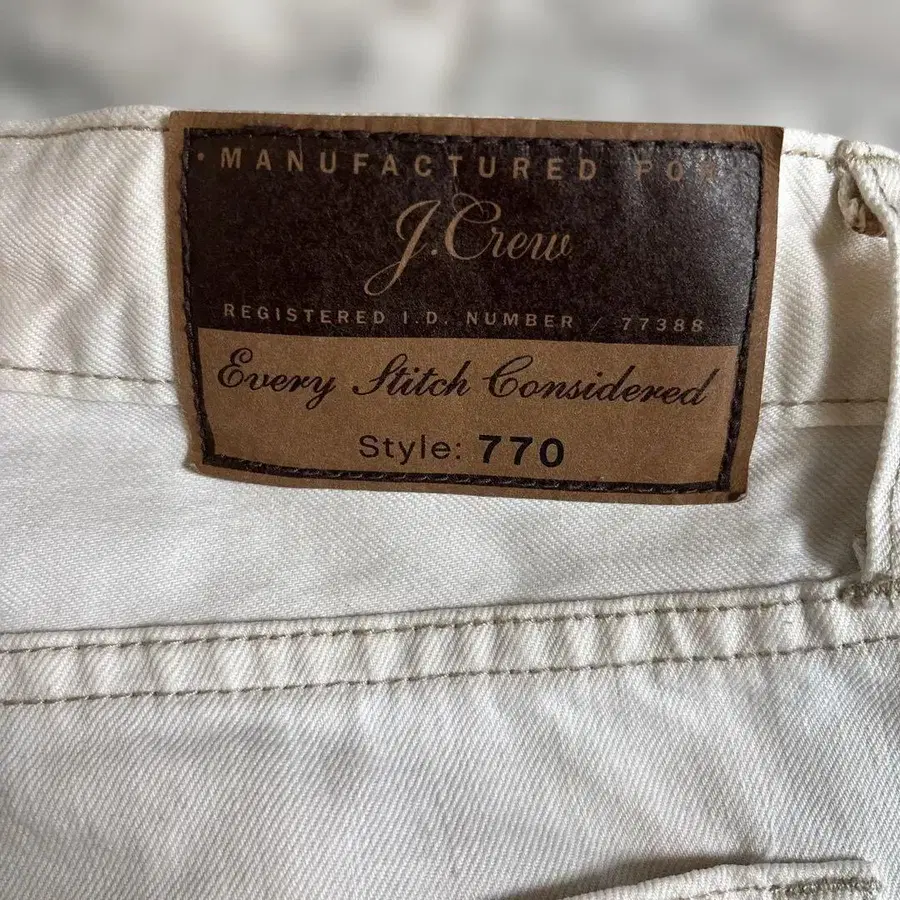 · MANUFACTURED FOR
J.Crew
REGISTERED I.D. NUMBER / 77388
Every Stitch Considered
Style: 770